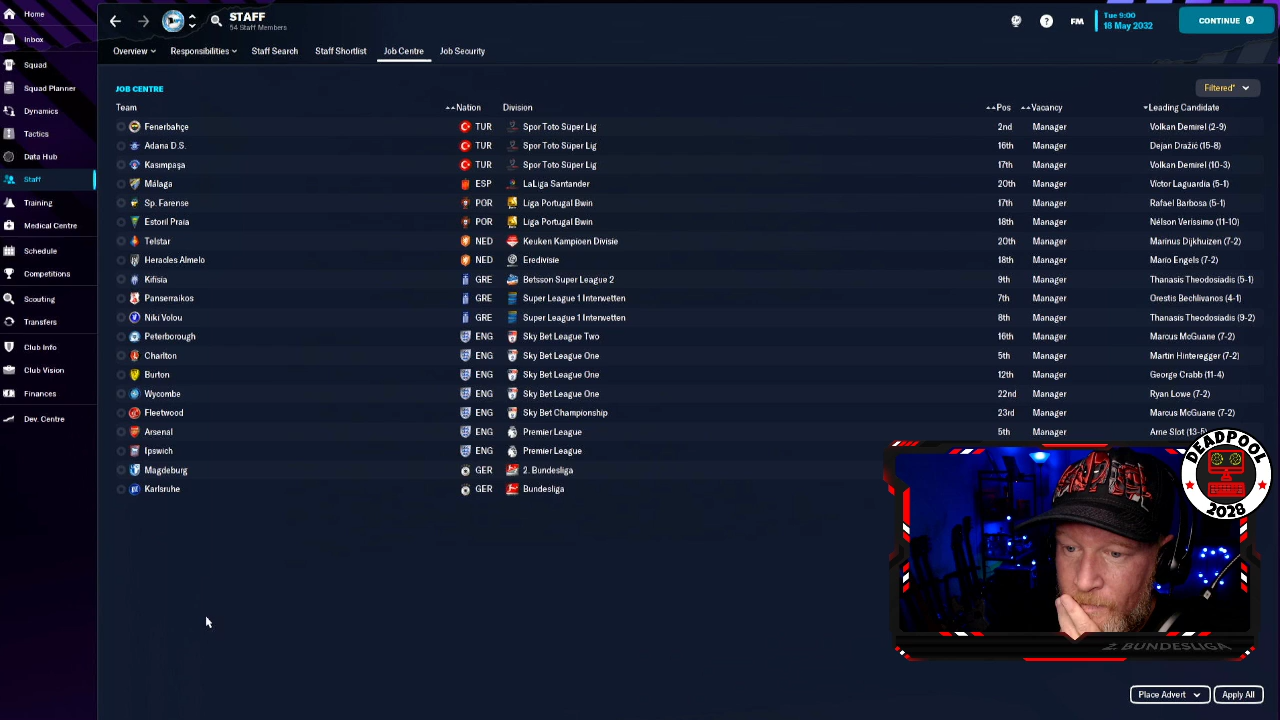 Home
Inbox
Squad
Squad Planner
Dynamics
Tactics
Data Hub
Staff
Training
Medical Centre
Schedule
Competitions
Scouting
Transfers
Club Info
Club Vision
Finances
Dev. Centre
STAFF
54 Staff Members
FM
Tue 9:00
18 May 2032
CONTINUE
Overview Responsibilities Staff Search Staff Shortlist Job Centre Job Security
JOB CENTRE
Filtered*
Team Nation Division Pos Vacancy Leading Candidate
Fenerbahçe TUR Spor Toto Süper Lig 2nd Manager Volkan Demirel (2-9)
Adana D.S. TUR Spor Toto Süper Lig 16th Manager Dejan Dražić (15-8)
Kasımpaşa TUR Spor Toto Süper Lig 17th Manager Volkan Demirel (10-3)
Málaga ESP LaLiga Santander 20th Manager Víctor Laguardia (5-1)
Sp. Farense POR Liga Portugal Bwin 17th Manager Rafael Barbosa (5-1)
Estoril Praia POR Liga Portugal Bwin 18th Manager Nélson Veríssimo (11-10)
Telstar NED Keuken Kampioen Divisie 20th Manager Marinus Dijkhuizen (7-2)
Heracles Almelo NED Eredivisie 18th Manager Mario Engels (7-2)
Kifisia GRE Betsson Super League 2 9th Manager Thanasis Theodosiadis (5-1)
Panserraikos GRE Super League 1 Interwetten 7th Manager Orestis Bechlivanos (4-1)
Niki Volou GRE Super League 1 Interwetten 8th Manager Thanasis Theodosiadis (9-2)
Peterborough ENG Sky Bet League Two 16th Manager Marcus McGuane (7-2)
Charlton ENG Sky Bet League One 5th Manager Martin Hinteregger (7-2)
Burton ENG Sky Bet League One 12th Manager George Crabb (11-4)
Wycombe ENG Sky Bet League One 22nd Manager Ryan Lowe (7-2)
Fleetwood ENG Sky Bet Championship 23rd Manager Marcus McGuane (7-2)
Arsenal ENG Premier League 5th Manager Arne Slot (13-5)
Ipswich ENG Premier League
Magdeburg GER 2. Bundesliga
Karlsruhe GER Bundesliga
DEADPOOL
2028
2. BUNDESLIGA
Place Advert Apply All